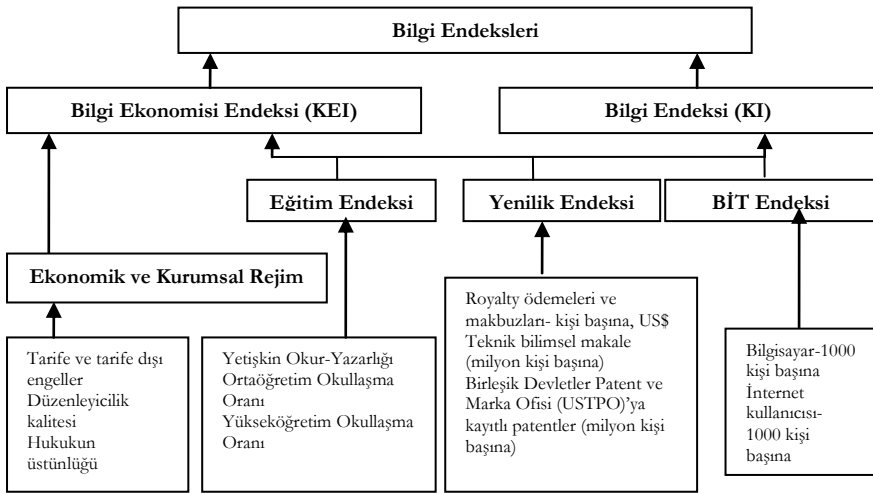 Bilgi Endeksleri
Bilgi Ekonomisi Endeksi (KEI)
Bilgi Endeksi (KI)
Eğitim Endeksi
Yenilik Endeksi
BİT Endeksi
Ekonomik ve Kurumsal Rejim
Tarife ve tarife dışı
engeller
Düzenleyicilik
kalitesi
Hukukun
üstünlüğü
Yetişkin Okur-Yazarlığı
Ortaöğretim Okullaşma
Oranı
Yükseköğretim Okullaşma
Oranı
Royalty ödemeleri ve
makbuzları- kişi başına, US$
Teknik bilimsel makale
(milyon kişi başına)
Birleşik Devletler Patent ve
Marka Ofisi (USTPO)'ya
kayıtlı patentler (milyon kişi
başına)
Bilgisayar-1000
kişi başına
İnternet
kullanıcısı-
1000 kişi
başına